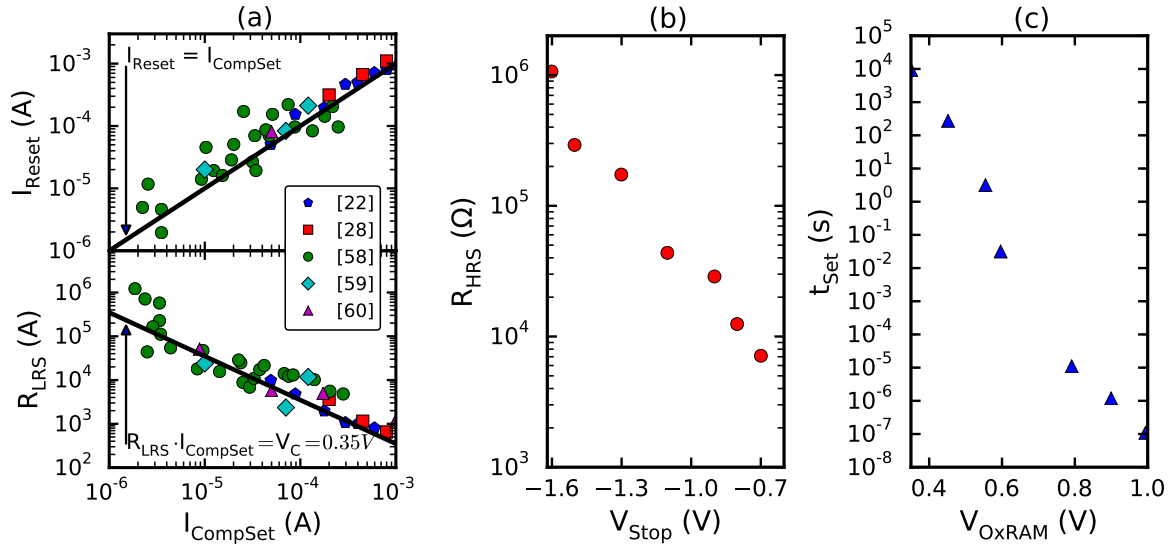 (a)
I_Reset (A)
10^-3
10^-4
10^-5
10^-6
I_Reset = I_CompSet
[22]
[28]
[58]
[59]
[60]
R_LRS (A)
10^6
10^5
10^4
10^3
10^2
R_LRS·I_CompSet=V_C=0.35V
10^-6 10^-5 10^-4 10^-3
I_CompSet (A)
(b)
R_HRS (Ω)
10^6
10^5
10^4
10^3
−1.6 −1.3 −1.0 −0.7
V_Stop (V)
(c)
t_Set (s)
10^5
10^4
10^3
10^2
10^1
10^0
10^-1
10^-2
10^-3
10^-4
10^-5
10^-6
10^-7
10^-8
0.4 0.6 0.8 1.0
V_OxRAM (V)